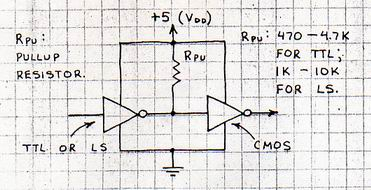 +5 (VDD)
RPU:
PULLUP
RESISTOR.
RPU
RPU: 470 - 4.7K
FOR TTL;
1K - 10K
FOR LS.
TTL OR LS
CMOS